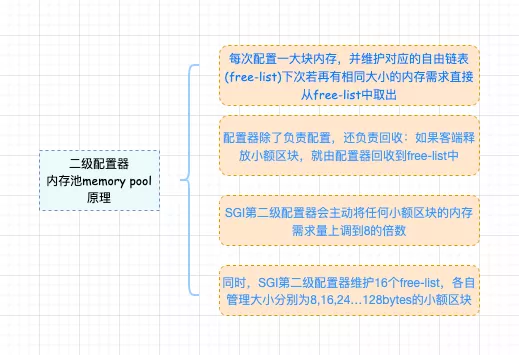 二级配置器
内存池memory pool
原理
每次配置一大块内存，并维护对应的自由链表
(free-list)下次若再有相同大小的内存需求直接
从free-list中取出
配置器除了负责配置，还负责回收：如果客端释
放小额区块，就由配置器回收到free-list中
SGI第二级配置器会主动将任何小额区块的内存
需求量上调到8的倍数
同时，SGI第二级配置器维护16个free-list，各自
管理大小分别为8,16,24...128bytes的小额区块